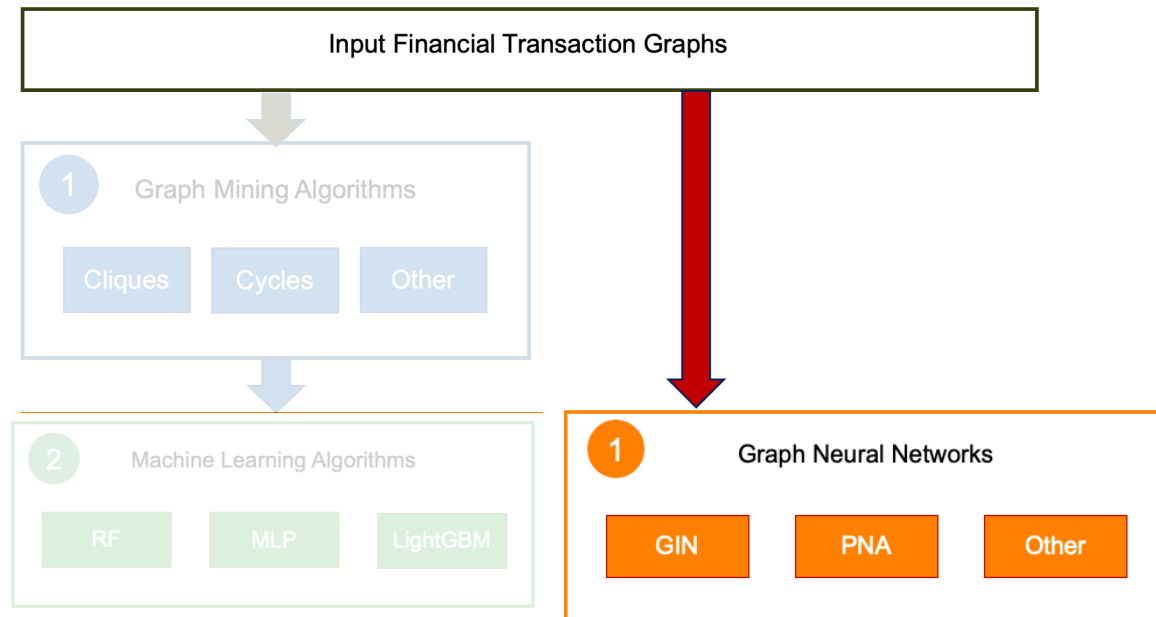 Input Financial Transaction Graphs
1
Graph Mining Algorithms
Cliques
Cycles
Other
2
Machine Learning Algorithms
RF
MLP
LightGBM
1
Graph Neural Networks
GIN
PNA
Other